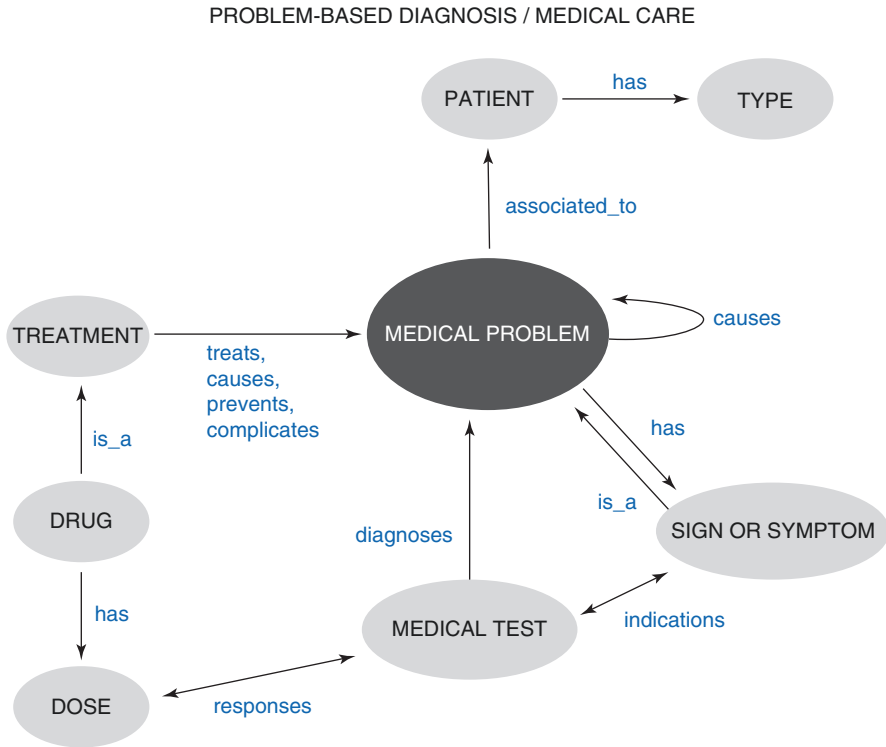 PROBLEM-BASED DIAGNOSIS / MEDICAL CARE
PATIENT
has
TYPE
associated_to
TREATMENT
treats,
causes,
prevents,
complicates
MEDICAL PROBLEM
causes
is_a
has
is_a
DRUG
diagnoses
SIGN OR SYMPTOM
has
MEDICAL TEST
indications
DOSE
responses